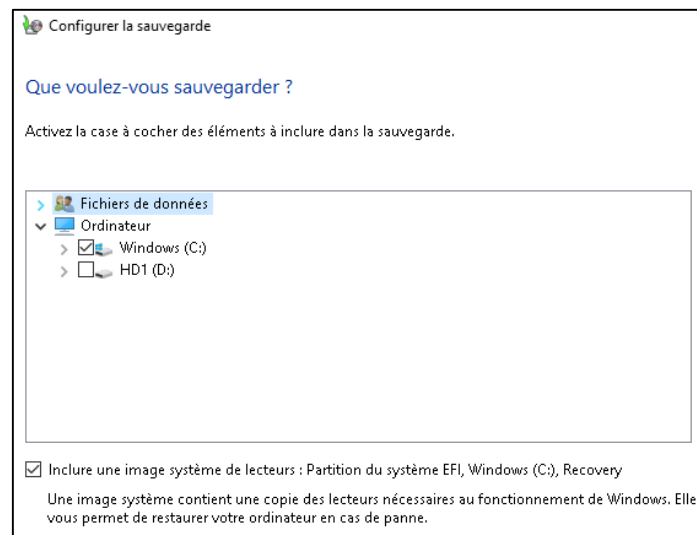 Configurer la sauvegarde
Que voulez-vous sauvegarder ?
Activez la case à cocher des éléments à inclure dans la sauvegarde.
Fichiers de données
Ordinateur
Windows (C:)
HD1 (D:)
Inclure une image système de lecteurs : Partition du système EFI, Windows (C:), Recovery
Une image système contient une copie des lecteurs nécessaires au fonctionnement de Windows. Elle
vous permet de restaurer votre ordinateur en cas de panne.